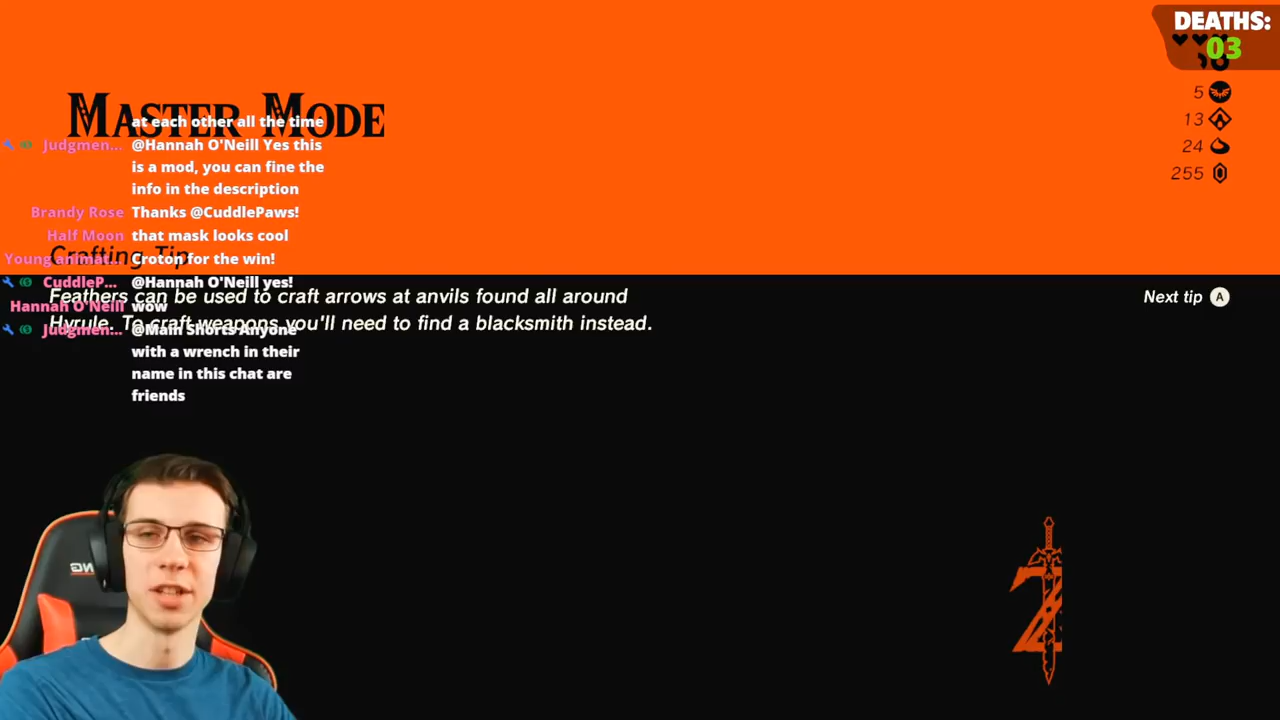 DEATHS:
03
MASTER MODE
5
13
24
255
at each other all the time
Judgmen... @Hannah O'Neill Yes this
is a mod, you can fine the
info in the description
Brandy Rose Thanks @CuddlePaws!
Half Moon that mask looks cool
Crafting Tip
Young animat... Croton for the win!
CuddleP... @Hannah O'Neill yes!
Feathers can be used to craft arrows at anvils found all around
Next tip A
Hannah O'Neill wow
Hyrule. To craft weapons you'll need to find a blacksmith instead.
Judgmen... @Mam Shorts Anyone
with a wrench in their
name in this chat are
friends
NG
Z